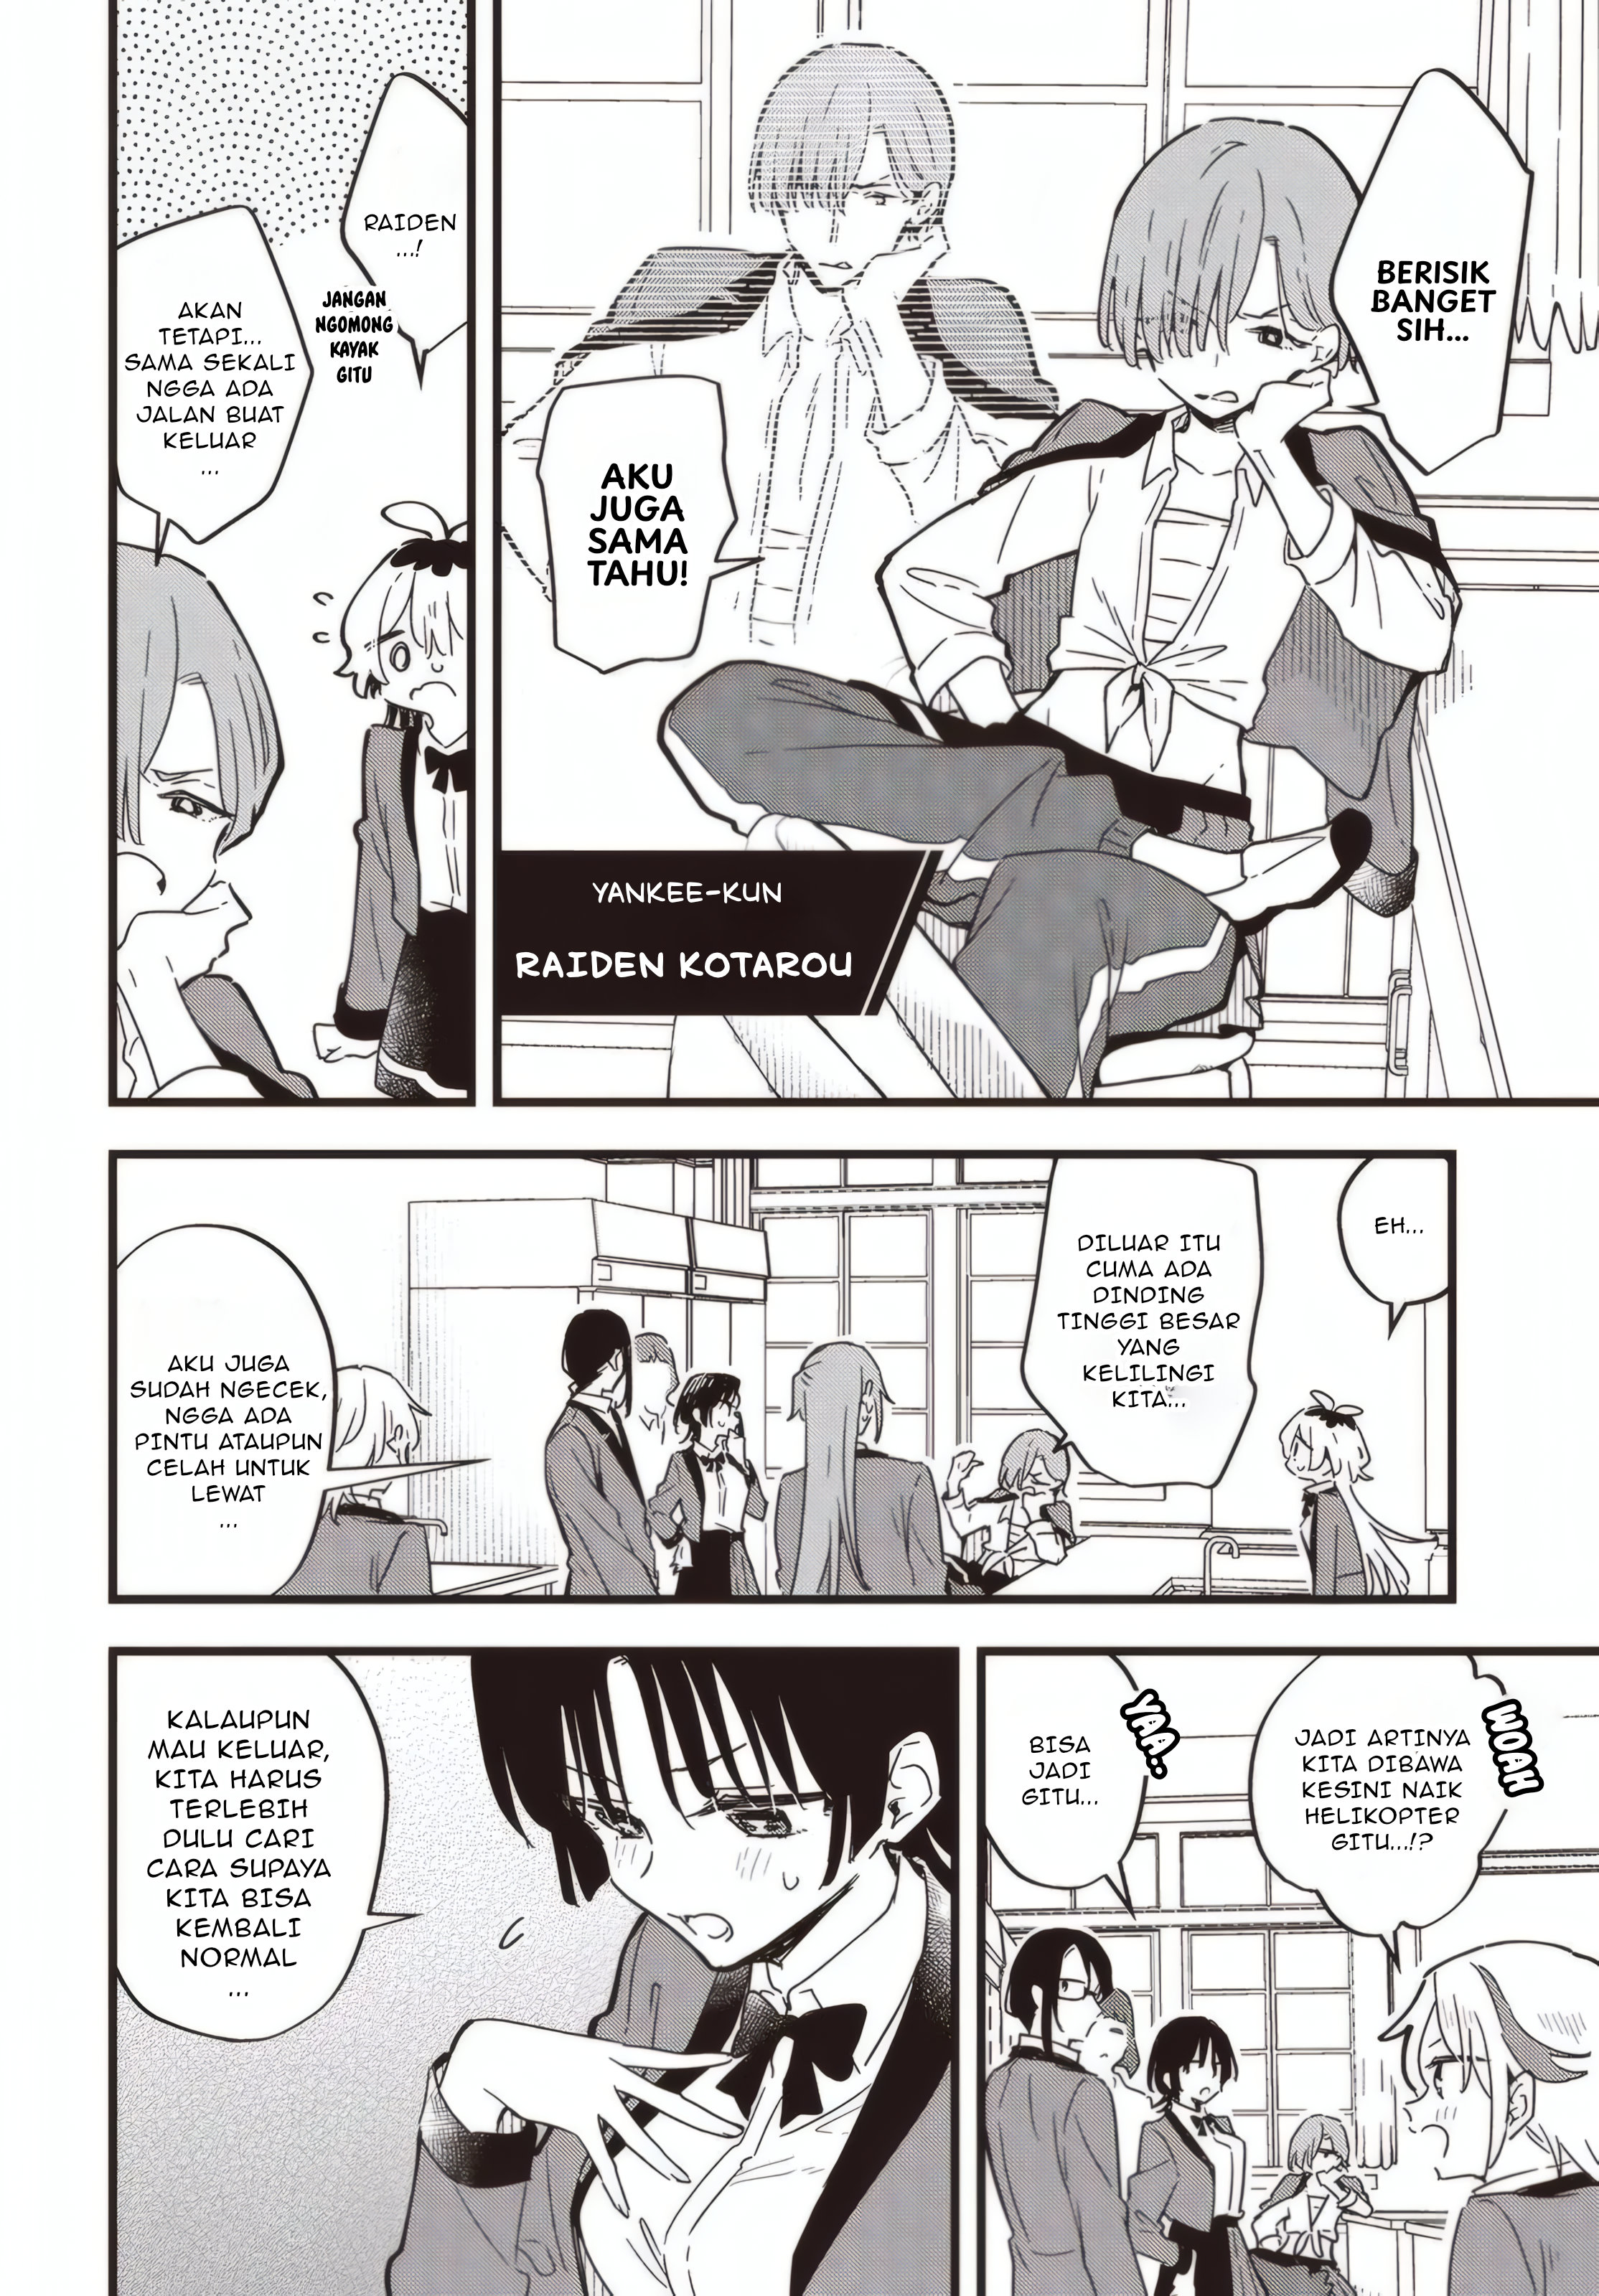 BERISIK
BANGET
SIH...
AKU
JUGA
SAMA
TAHU!
YANKEE-KUN
RAIDEN KOTAROU
RAIDEN
...!
JANGAN
NGOMONG
KAYAK
GITU
AKAN
TETAPI...
SAMA SEKALI
NGGA ADA
JALAN BUAT
KELUAR
...
EH...
DILUAR ITU
CUMA ADA
DINDING
TINGGI BESAR
YANG
KELILINGI
KITA...
AKU JUGA
SUDAH NGECEK,
NGGA ADA
PINTU ATAUPUN
CELAH UNTUK
LEWAT
...
WOAH
JADI ARTINYA
KITA DIBAWA
KESINI NAIK
HELIKOPTER
GITU...!?
YAA..
BISA
JADI
GITU...
KALAUPUN
MAU KELUAR,
KITA HARUS
TERLEBIH
DULU CARI
CARA SUPAYA
KITA BISA
KEMBALI
NORMAL
...